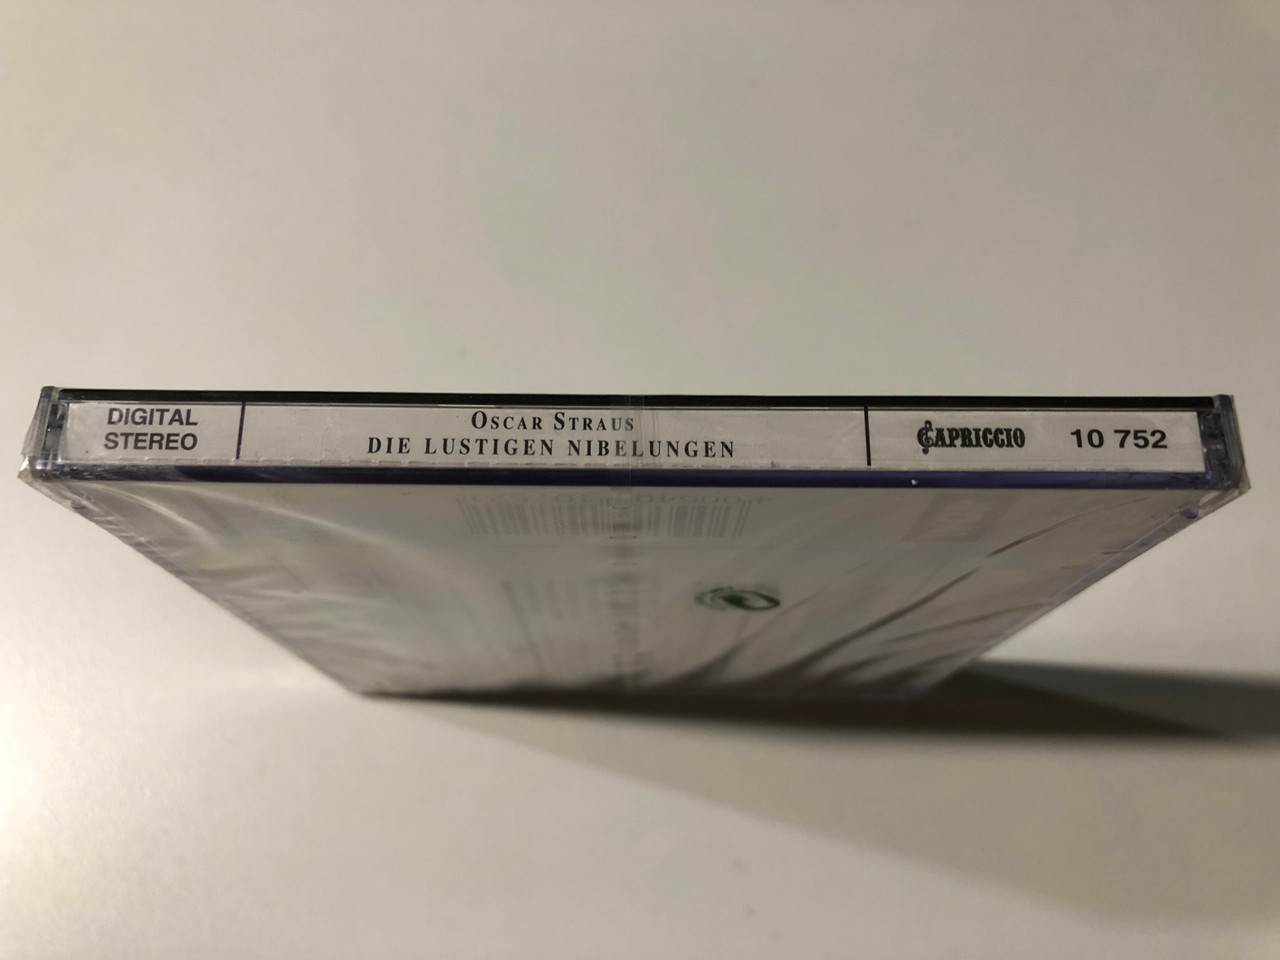 DIGITAL
STEREO
OSCAR STRAUS
DIE LUSTIGEN NIBELUNGEN
CAPRICCIO
10 752